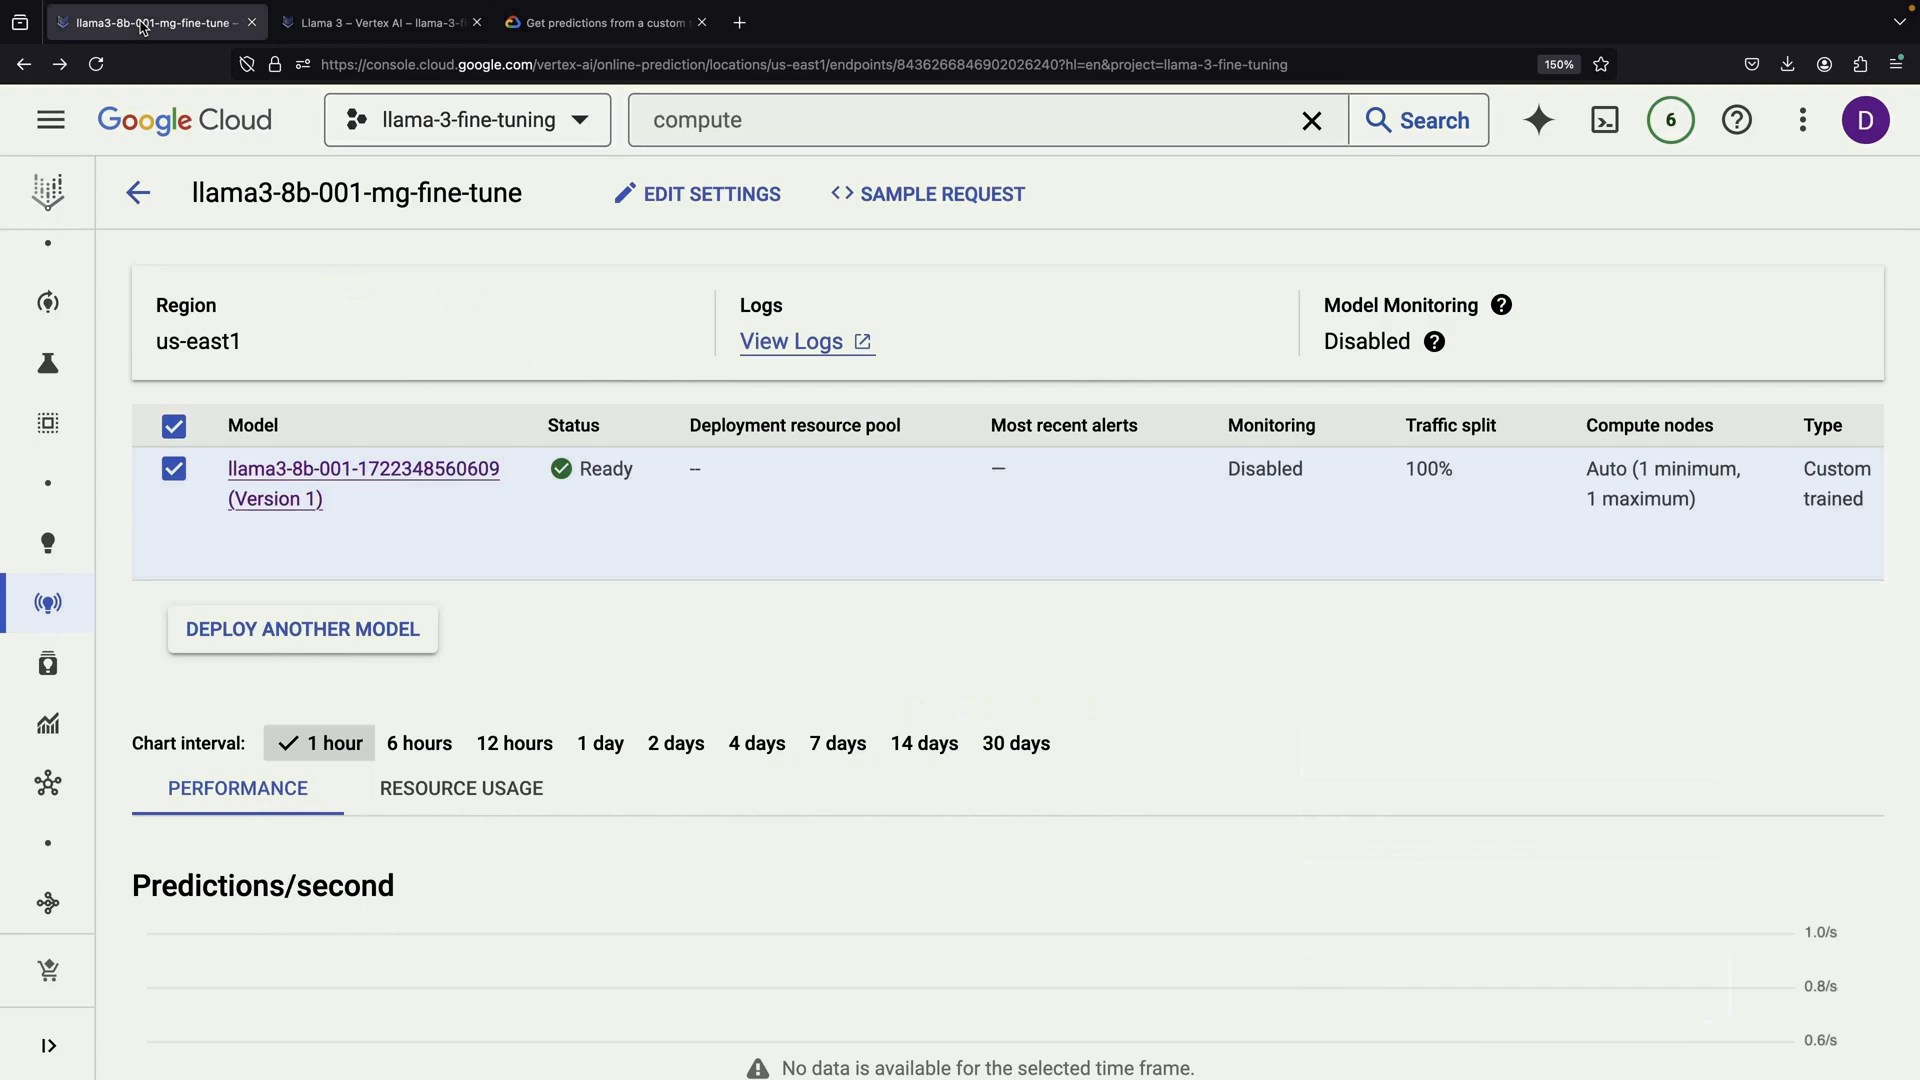 llama3-8b-001-mg-fine-tune –
Llama 3 – Vertex AI – llama-3-fi
Get predictions from a custom
https://console.cloud.google.com/vertex-ai/online-prediction/locations/us-east1/endpoints/8436266846902026240?hl=en&project=llama-3-fine-tuning
150%
Google Cloud
llama-3-fine-tuning
compute
Search
6
D
llama3-8b-001-mg-fine-tune
EDIT SETTINGS
SAMPLE REQUEST
Region
us-east1
Logs
View Logs
Model Monitoring
Disabled
Model Status Deployment resource pool Most recent alerts Monitoring Traffic split Compute nodes Type
llama3-8b-001-1722348560609 Ready -- — Disabled 100% Auto (1 minimum, Custom
(Version 1) 1 maximum) trained
DEPLOY ANOTHER MODEL
Chart interval: 1 hour 6 hours 12 hours 1 day 2 days 4 days 7 days 14 days 30 days
PERFORMANCE RESOURCE USAGE
Predictions/second
1.0/s
0.8/s
0.6/s
No data is available for the selected time frame.